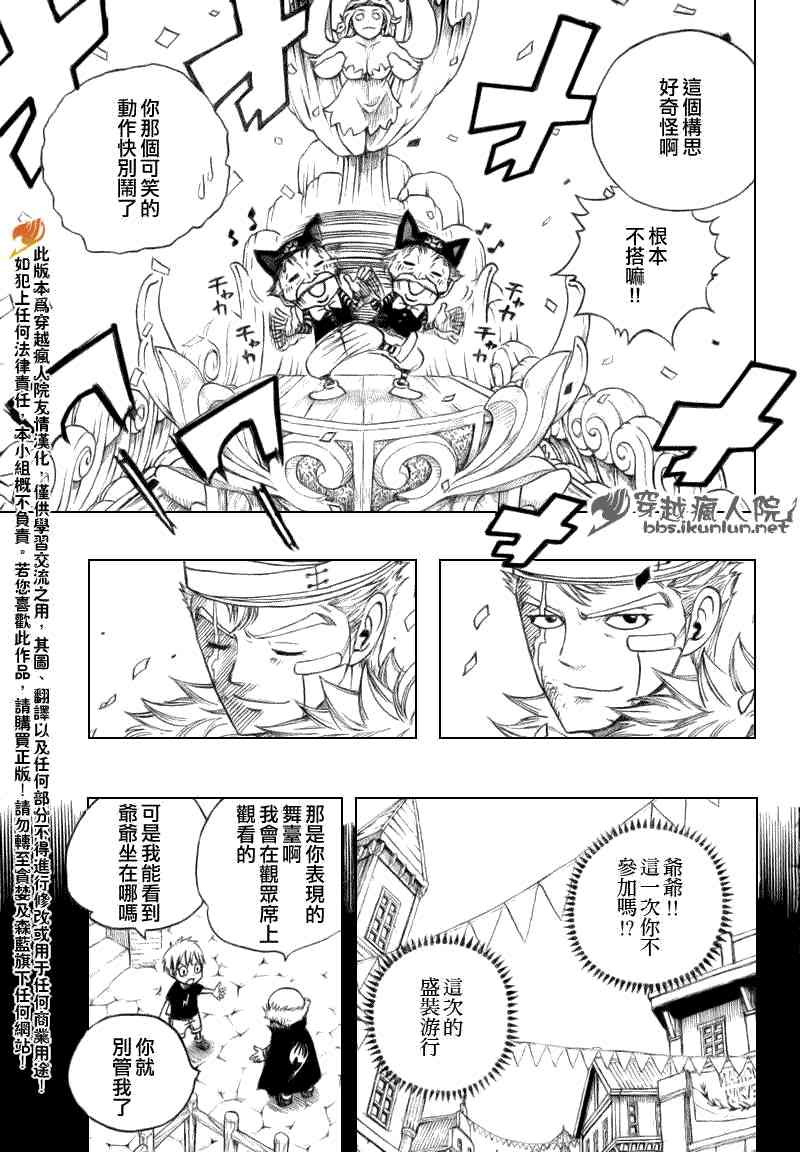 這個構思
好奇怪啊
根本
不搭嘛!!
你那個可笑的
動作快別鬧了
チャカ
チャカ
チャカ
チャカ
穿越瘋人院
bbs.ikunlun.net
爺爺!!
這一次你不
參加嗎!?
這次的
盛裝游行
那是你表現的
舞臺啊
我會在觀眾席上
觀看的
可是我能看到
爺爺坐在哪嗎
你就
別管我了
此版本爲穿越瘋人院友情漢化，僅供學習交流之用，其圖、翻譯以及任何部分不得進行修改或用于任何商業用途！
如犯上任何法律責任，本小組概不負責。若您喜歡此作品，請購買正版！請勿轉至貪婪及森藍旗下任何網站！